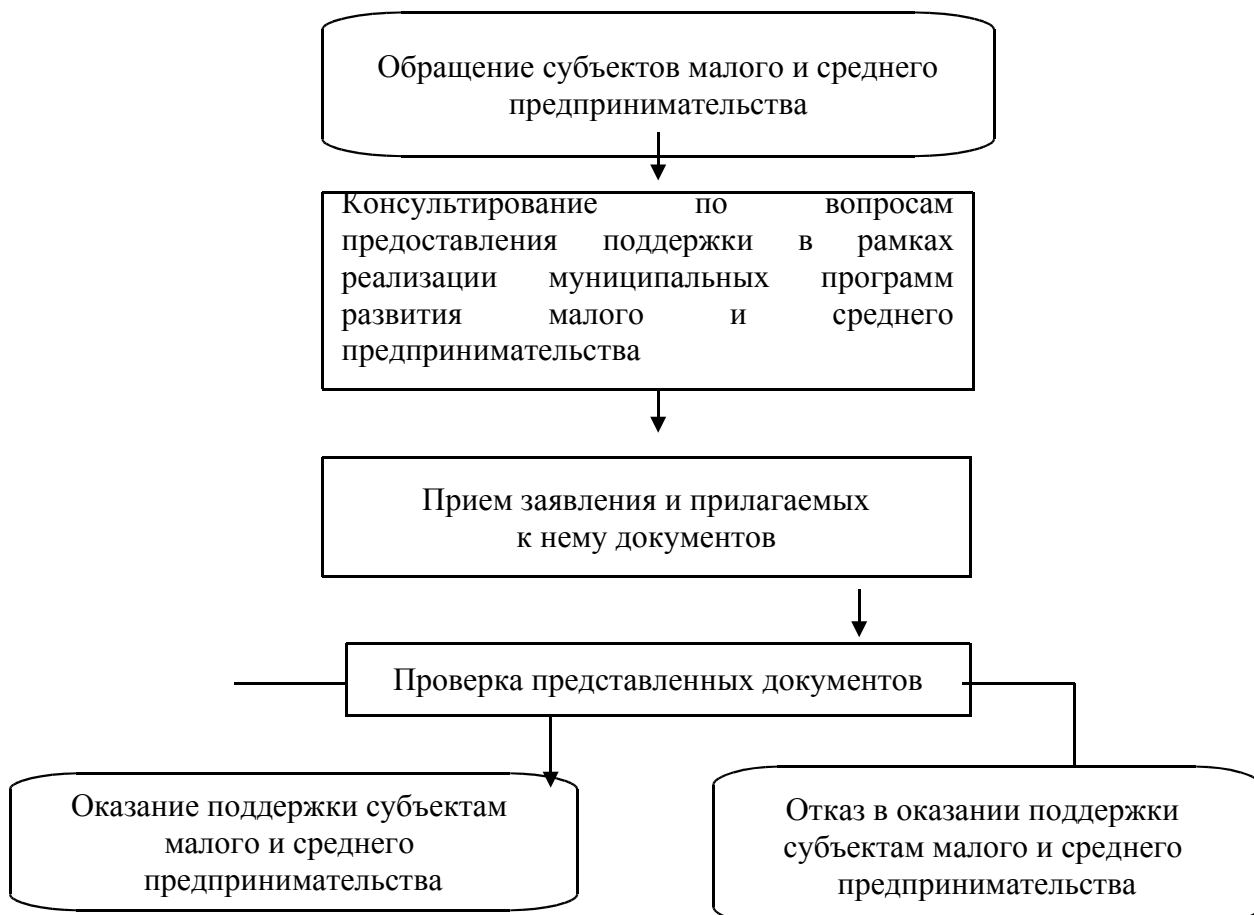 Обращение субъектов малого и среднего
предпринимательства
Консультирование по вопросам
предоставления поддержки в рамках
реализации муниципальных программ
развития малого и среднего
предпринимательства
Прием заявления и прилагаемых
к нему документов
Проверка представленных документов
Оказание поддержки субъектам
малого и среднего
предпринимательства
Отказ в оказании поддержки
субъектам малого и среднего
предпринимательства